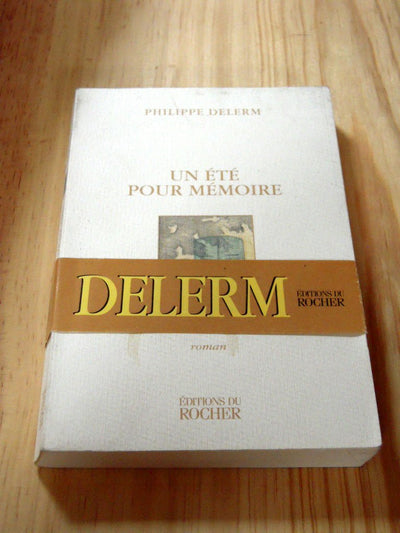 PHILIPPE DELERM
UN ÉTÉ
POUR MÉMOIRE
DELERM
ÉDITIONS DU
ROCHER
roman
ÉDITIONS DU
ROCHER